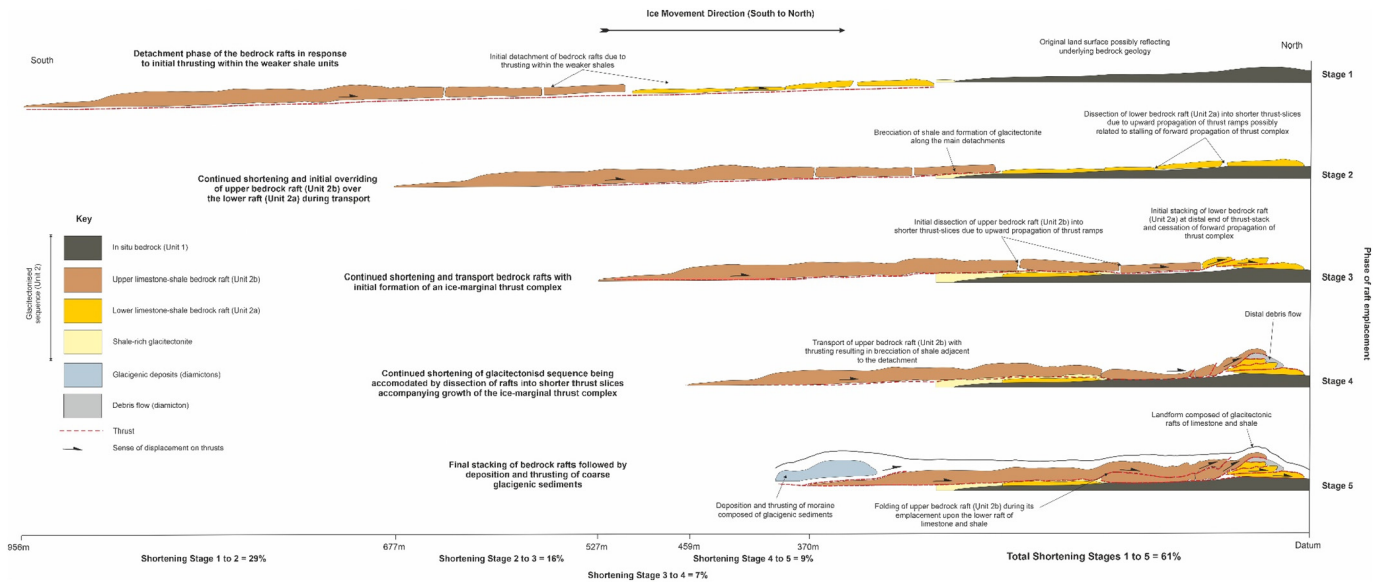 Ice Movement Direction (South to North)
South
Detachment phase of the bedrock rafts in response
to initial thrusting within the weaker shale units
Initial detachment of bedrock rafts due to
thrusting within the weaker shales
Original land surface possibly reflecting
underlying bedrock geology
North
Stage 1
Continued shortening and initial overriding
of upper bedrock raft (Unit 2b) over
the lower raft (Unit 2a) during transport
Brecciation of shale and formation of glacitectonite
along the main detachments
Dissection of lower bedrock raft (Unit 2a) into shorter thrust-slices
due to upward propagation of thrust ramps possibly
related to stalling of forward propagation of thrust complex
Stage 2
Key
Glacitectonised
sequence (Unit 2)
In situ bedrock (Unit 1)
Upper limestone-shale bedrock raft (Unit 2b)
Lower limestone-shale bedrock raft (Unit 2a)
Shale-rich glacitectonite
Glacigenic deposits (diamictons)
Debris flow (diamicton)
Thrust
Sense of displacement on thrusts
Continued shortening and transport bedrock rafts with
initial formation of an ice-marginal thrust complex
Initial dissection of upper bedrock raft (Unit 2b) into
shorter thrust-slices due to upward propagation of thrust ramps
Initial stacking of lower bedrock raft
(Unit 2a) at distal end of thrust-stack
and cessation of forward propagation of
thrust complex
Stage 3
Phase of raft emplacement
Continued shortening of glacitectonisd sequence being
accomodated by dissection of rafts into shorter thrust slices
accompanying growth of the ice-marginal thrust complex
Transport of upper bedrock raft (Unit 2b) with
thrusting resulting in brecciation of shale adjacent
to the detachment
Distal debris flow
Stage 4
Final stacking of bedrock rafts followed by
deposition and thrusting of coarse
glacigenic sediments
Landform composed of glacitectonic
rafts of limestone and shale
Deposition and thrusting of moraine
composed of glacigenic sediments
Folding of upper bedrock raft (Unit 2b) during its
emplacement upon the lower raft of
limestone and shale
Stage 5
956m
677m
527m
459m
370m
Datum
Shortening Stage 1 to 2 = 29%
Shortening Stage 2 to 3 = 16%
Shortening Stage 4 to 5 = 9%
Total Shortening Stages 1 to 5 = 61%
Shortening Stage 3 to 4 = 7%